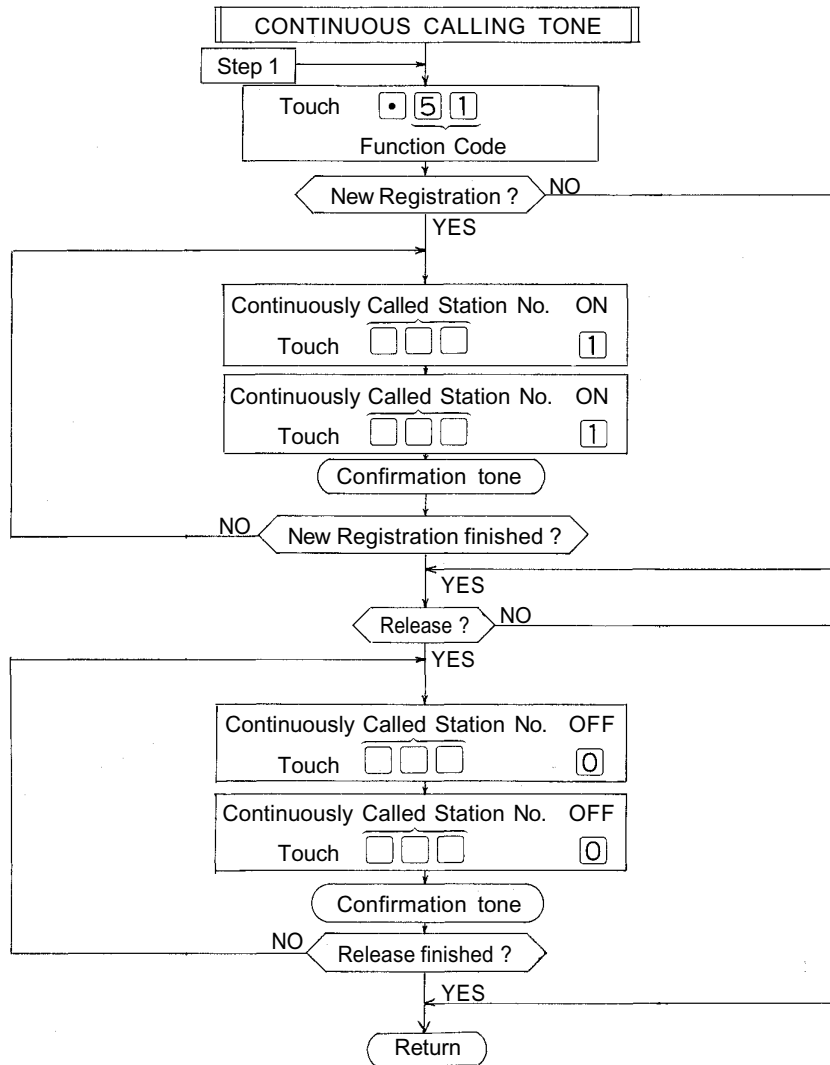 CONTINUOUS CALLING TONE
Step 1
Touch • 5 1
Function Code
New Registration ? NO
YES
Continuously Called Station No. ON
Touch 1
Continuously Called Station No. ON
Touch 1
Confirmation tone
NO New Registration finished ?
YES
Release ? NO
YES
Continuously Called Station No. OFF
Touch 0
Continuously Called Station No. OFF
Touch 0
Confirmation tone
NO Release finished ?
YES
Return